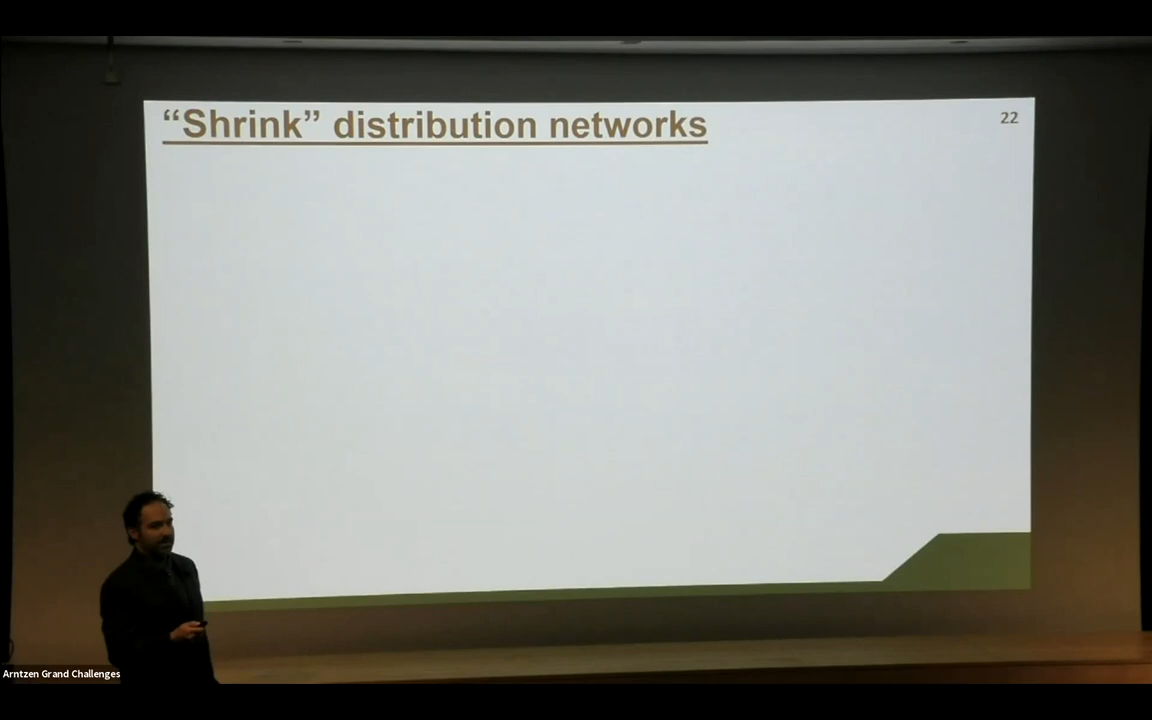 “Shrink” distribution networks
22
Arntzen Grand Challenges